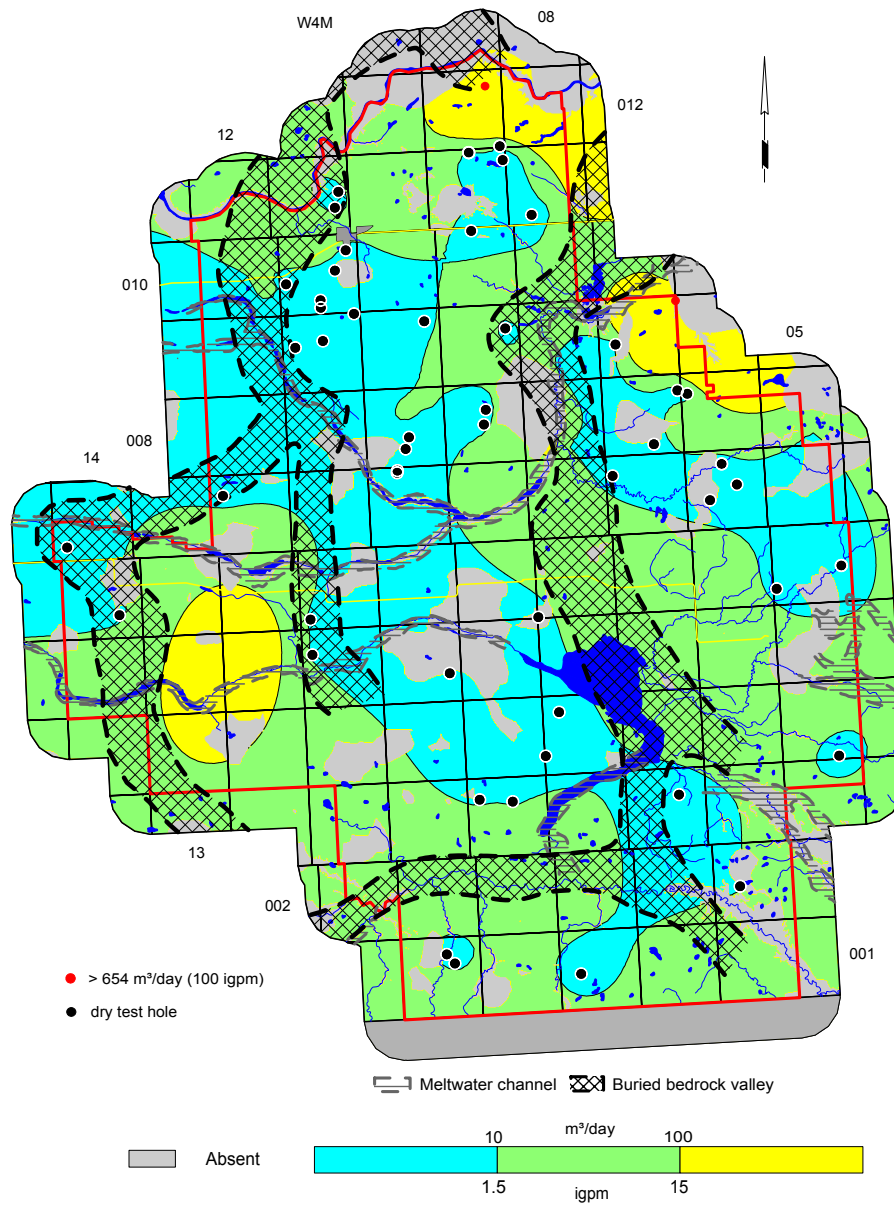 W4M
08
012
12
010
05
008
14
13
002
001
> 654 m³/day (100 igpm)
dry test hole
Meltwater channel
Buried bedrock valley
Absent
10 m³/day 100
1.5 igpm 15